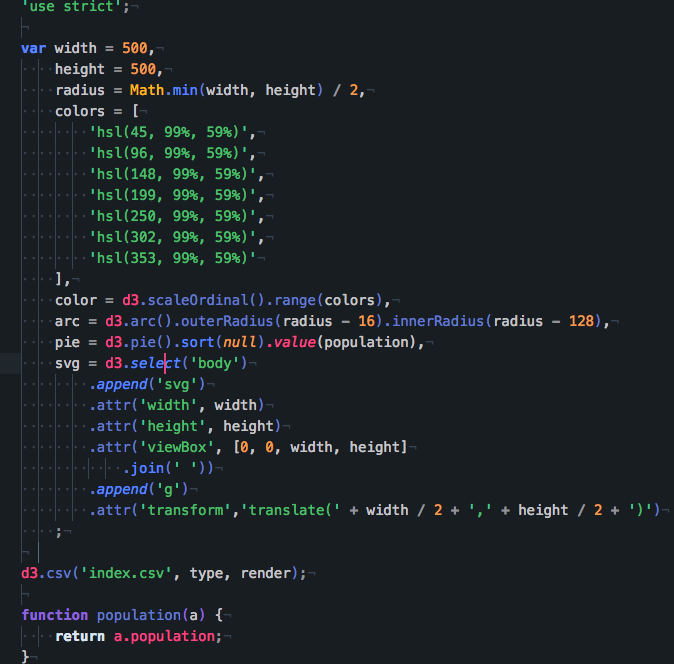 'use strict';
var width = 500,
    height = 500,
    radius = Math.min(width, height) / 2,
    colors = [
        'hsl(45, 99%, 59%)',
        'hsl(96, 99%, 59%)',
        'hsl(148, 99%, 59%)',
        'hsl(199, 99%, 59%)',
        'hsl(250, 99%, 59%)',
        'hsl(302, 99%, 59%)',
        'hsl(353, 99%, 59%)'
    ],
    color = d3.scaleOrdinal().range(colors),
    arc = d3.arc().outerRadius(radius - 16).innerRadius(radius - 128),
    pie = d3.pie().sort(null).value(population),
    svg = d3.select('body')
        .append('svg')
        .attr('width', width)
        .attr('height', height)
        .attr('viewBox', [0, 0, width, height]
            .join(' '))
        .append('g')
        .attr('transform','translate(' + width / 2 + ',' + height / 2 + ')')
    ;
d3.csv('index.csv', type, render);
function population(a) {
    return a.population;
}